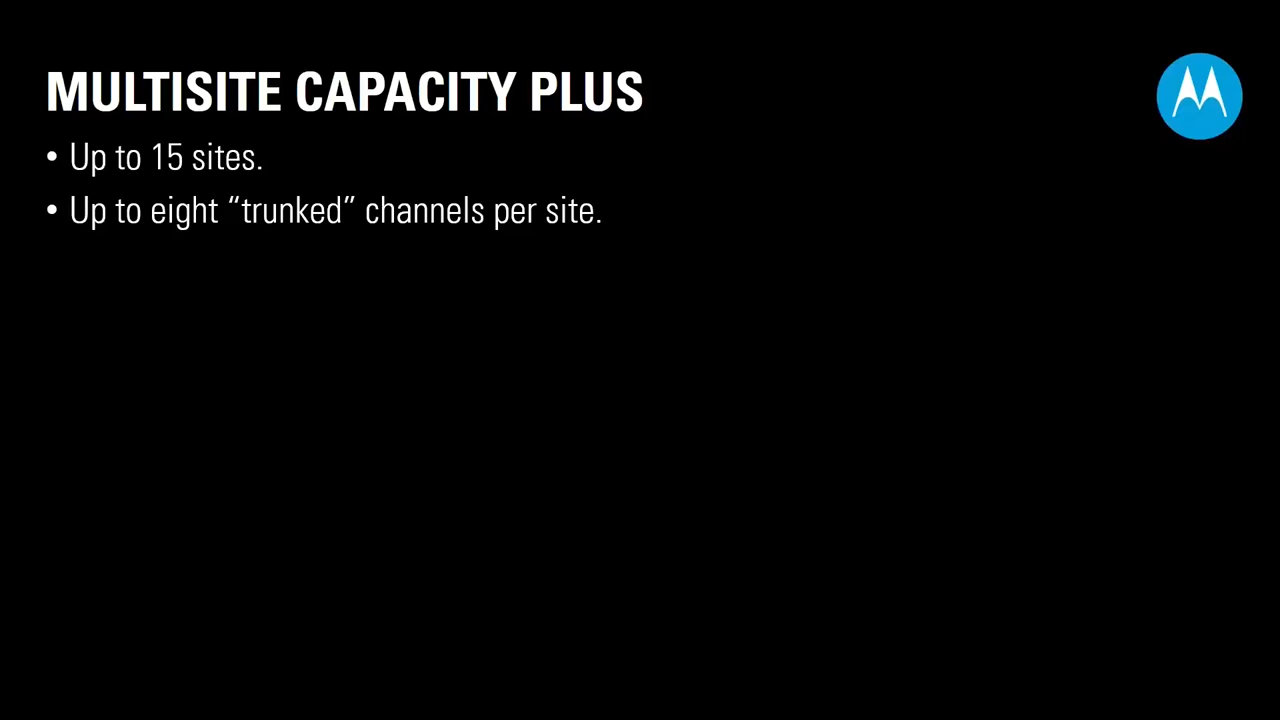 MULTISITE CAPACITY PLUS
• Up to 15 sites.
• Up to eight “trunked” channels per site.